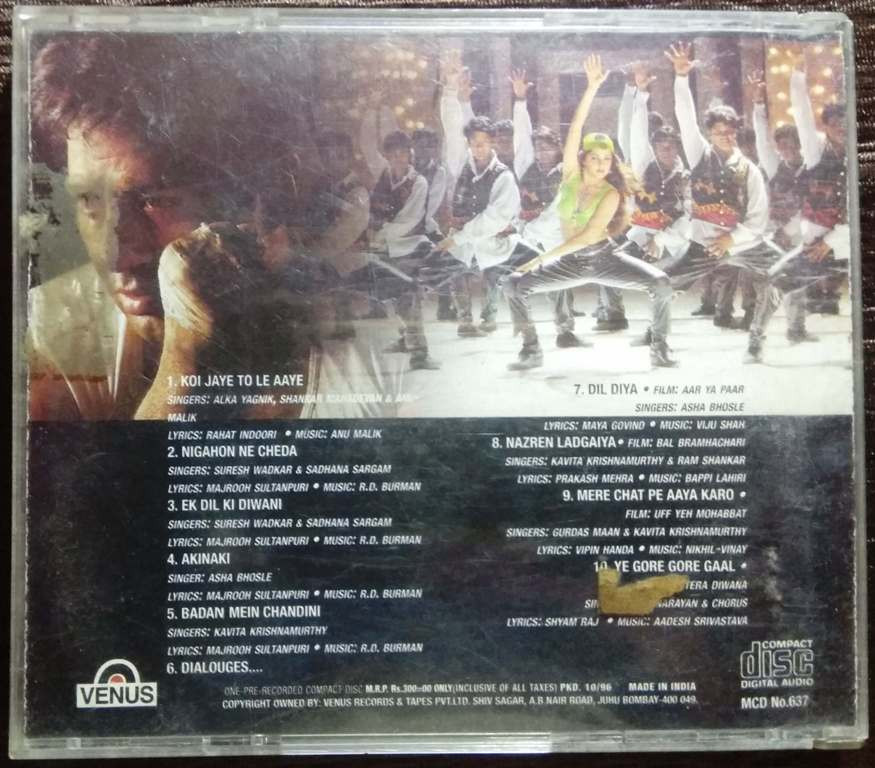 1. KOI JAYE TO LE AAYE
SINGERS: ALKA YAGNIK, SHANKAR MAHADEVAN & ANU
MALIK
LYRICS: RAHAT INDOORI • MUSIC: ANU MALIK
2. NIGAHON NE CHEDA
SINGERS: SURESH WADKAR & SADHANA SARGAM
LYRICS: MAJROOH SULTANPURI • MUSIC: R.D. BURMAN
3. EK DIL KI DIWANI
SINGERS: SURESH WADKAR & SADHANA SARGAM
LYRICS: MAJROOH SULTANPURI • MUSIC: R.D. BURMAN
4. AKINAKI
SINGER: ASHA BHOSLE
LYRICS: MAJROOH SULTANPURI • MUSIC: R.D. BURMAN
5. BADAN MEIN CHANDINI
SINGERS: KAVITA KRISHNAMURTHY
LYRICS: MAJROOH SULTANPURI • MUSIC: R.D. BURMAN
6. DIALOUGES....
7. DIL DIYA • FILM: AAR YA PAAR
SINGERS: ASHA BHOSLE
LYRICS: MAYA GOVIND • MUSIC: VIJU SHAH
8. NAZREN LADGAIYA • FILM: BAL BRAMHACHARI
SINGERS: KAVITA KRISHNAMURTHY & RAM SHANKAR
LYRICS: PRAKASH MEHRA • MUSIC: BAPPI LAHIRI
9. MERE CHAT PE AAYA KARO •
FILM: UFF YEH MOHABBAT
SINGERS: GURDAS MAAN & KAVITA KRISHNAMURTHY
LYRICS: VIPIN HANDA • MUSIC: NIKHIL-VINAY
10. YE GORE GORE GAAL •
TERA DIWANA
NARAYAN & CHORUS
LYRICS: SHYAM RAJ • MUSIC: AADESH SRIVASTAVA
VENUS
COMPACT
disc
DIGITAL AUDIO
MCD No.637
ONE-PRE-RECORDED COMPACT DISC M.R.P. Rs.300=00 ONLY(INCLUSIVE OF ALL TAXES) PKD. 10/96 MADE IN INDIA
COPYRIGHT OWNED BY: VENUS RECORDS & TAPES PVT.LTD. SHIV SAGAR, A.B.NAIR ROAD, JUHU BOMBAY-400 049.